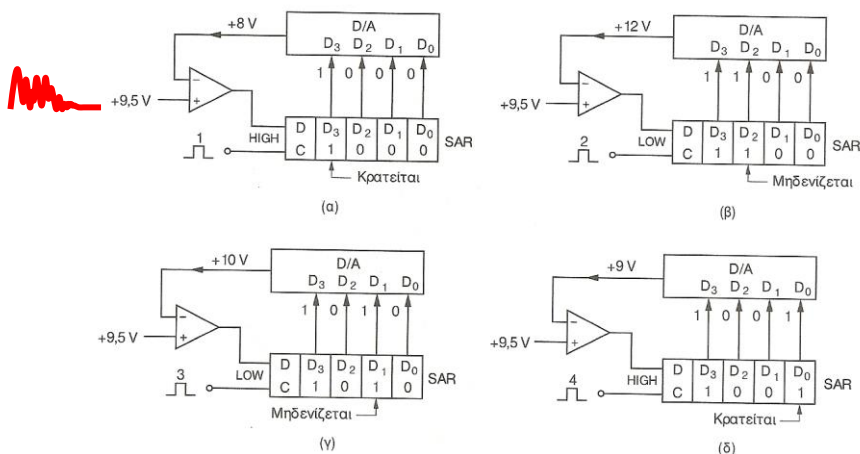 +8 V
D/A
D₃ D₂ D₁ D₀
1 0 0 0
−
+
+9,5 V
1
HIGH
D D₃ D₂ D₁ D₀
C 1 0 0 0
SAR
Κρατείται
(α)
+12 V
D/A
D₃ D₂ D₁ D₀
1 1 0 0
−
+
+9,5 V
2
LOW
D D₃ D₂ D₁ D₀
C 1 1 0 0
SAR
Μηδενίζεται
(β)
+10 V
D/A
D₃ D₂ D₁ D₀
1 0 1 0
−
+
+9,5 V
3
LOW
D D₃ D₂ D₁ D₀
C 1 0 1 0
SAR
Μηδενίζεται
(γ)
+9 V
D/A
D₃ D₂ D₁ D₀
1 0 0 1
−
+
+9,5 V
4
HIGH
D D₃ D₂ D₁ D₀
C 1 0 0 1
SAR
Κρατείται
(δ)